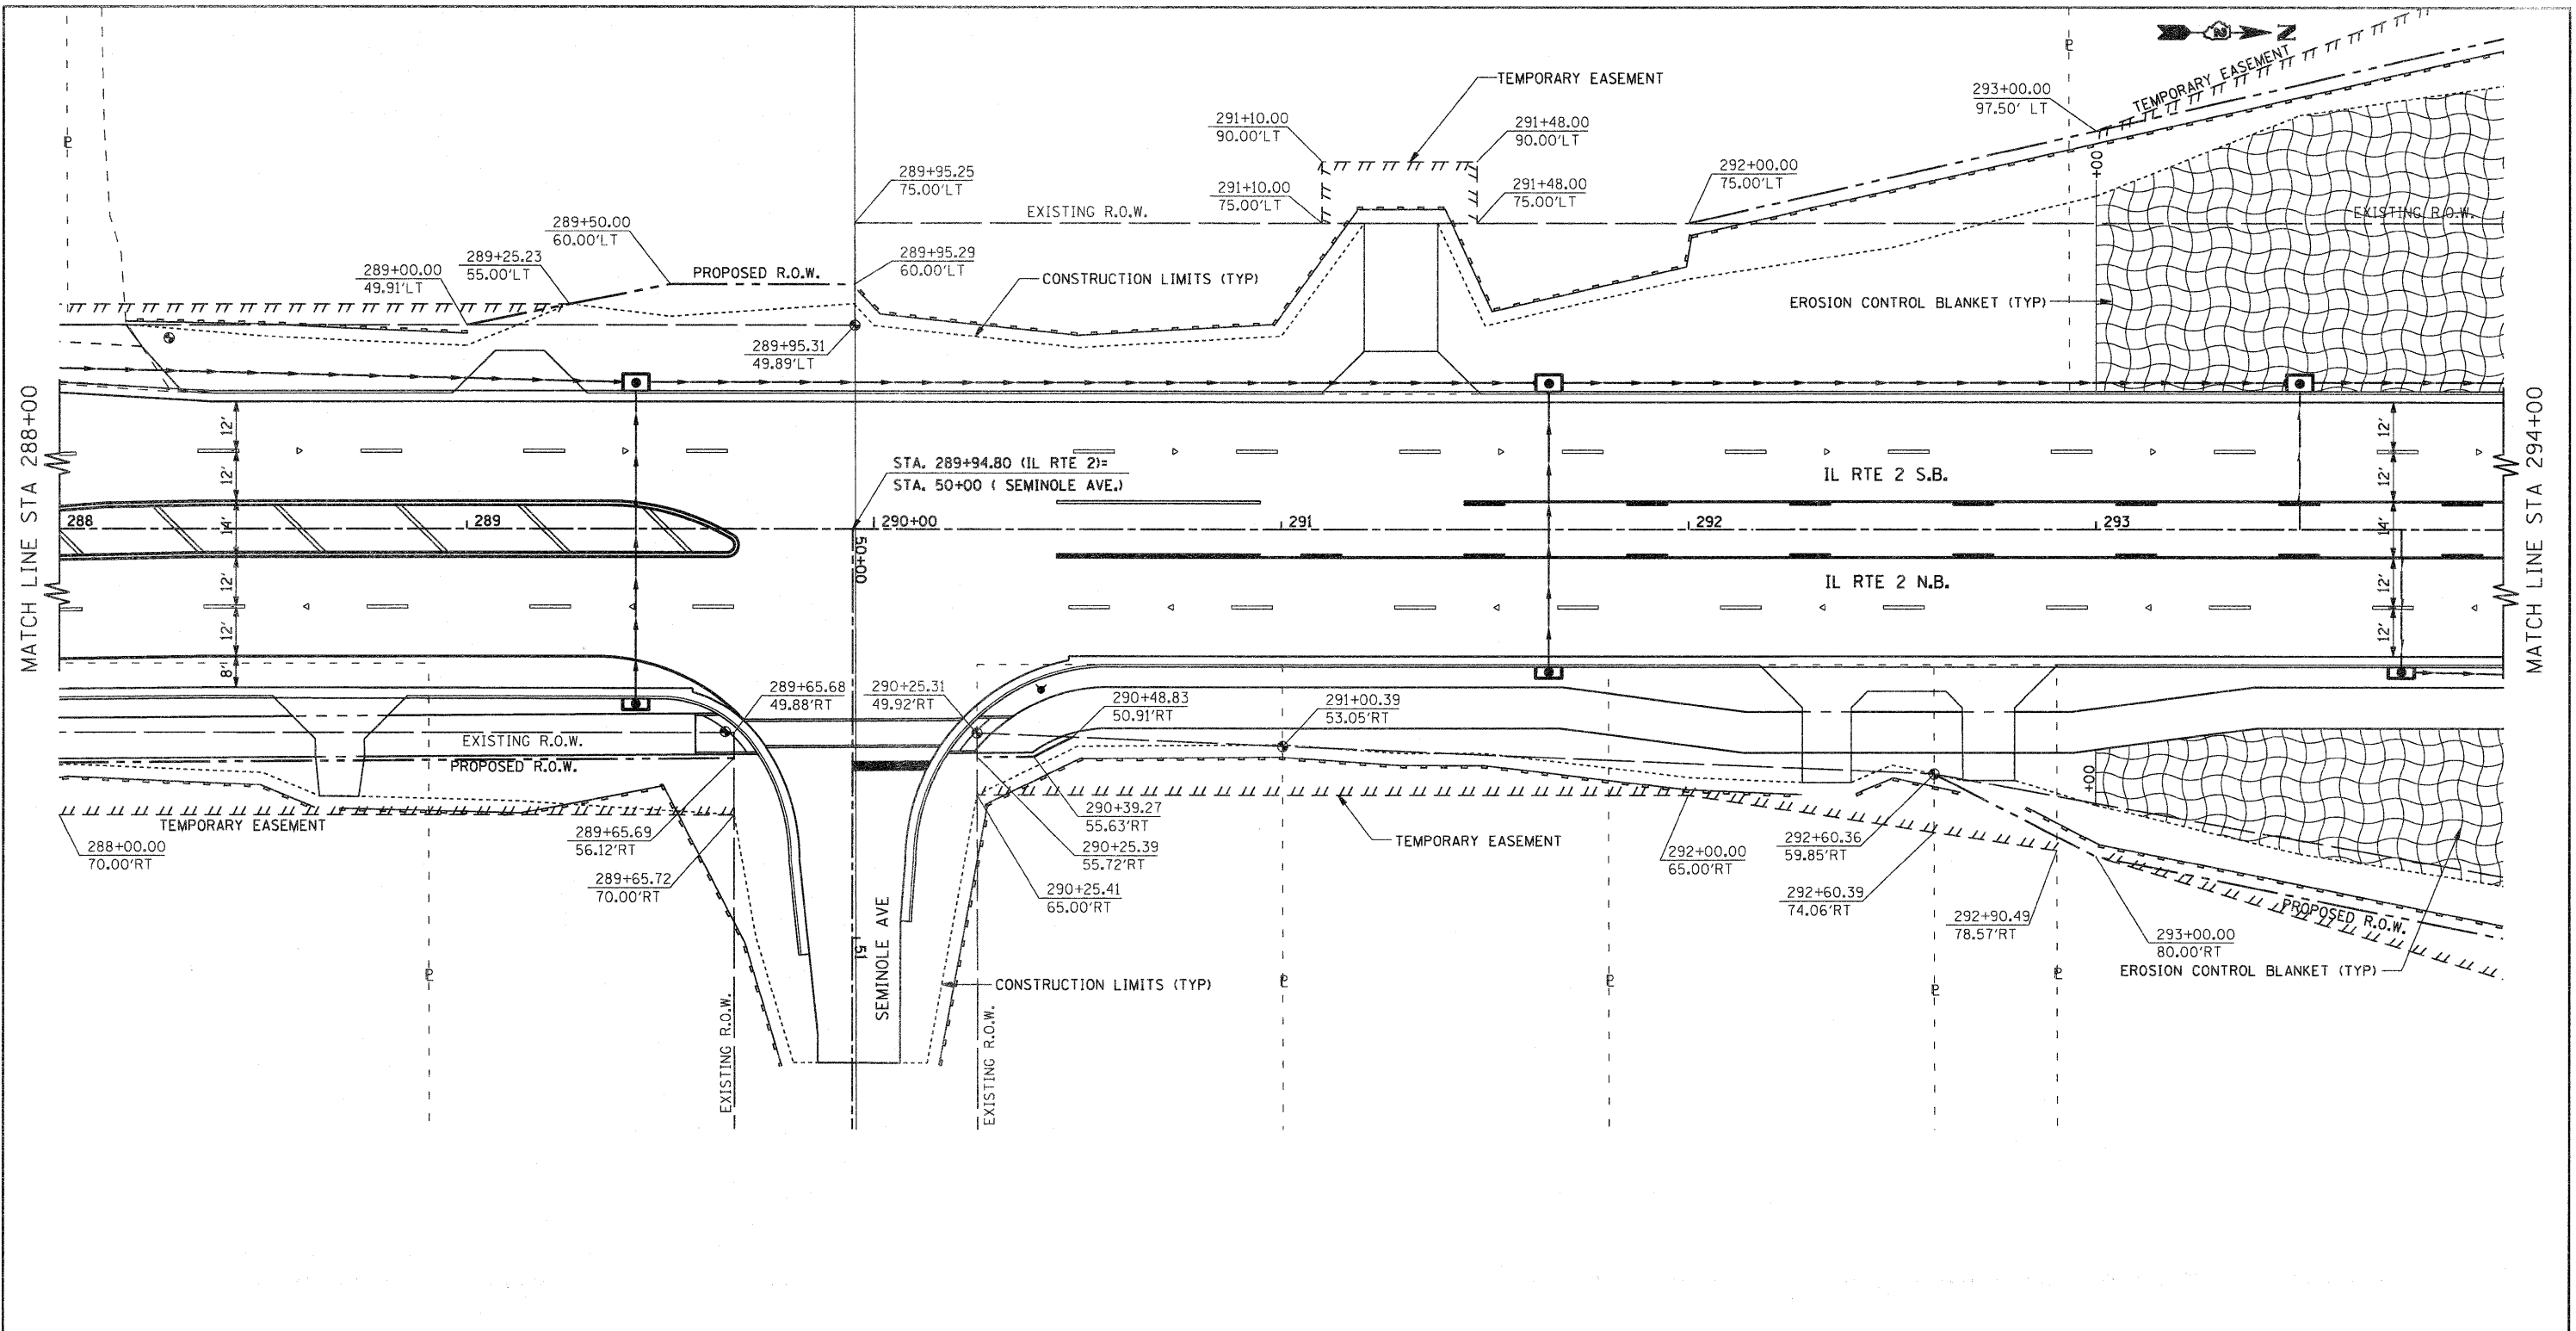 N
2
TEMPORARY EASEMENT
TEMPORARY EASEMENT
293+00.00
97.50' LT
291+10.00
90.00'LT
291+48.00
90.00'LT
+00
289+95.25
75.00'LT
292+00.00
75.00'LT
291+10.00
75.00'LT
291+48.00
75.00'LT
EXISTING R.O.W.
EXISTING R.O.W.
289+50.00
60.00'LT
289+25.23
55.00'LT
289+00.00
49.91'LT
PROPOSED R.O.W.
289+95.29
60.00'LT
CONSTRUCTION LIMITS (TYP)
EROSION CONTROL BLANKET (TYP)
289+95.31
49.89'LT
MATCH LINE STA 288+00
MATCH LINE STA 294+00
12'
12'
14'
12'
12'
8'
12'
12'
14'
12'
12'
STA. 289+94.80 (IL RTE 2)=
STA. 50+00 ( SEMINOLE AVE.)
IL RTE 2 S.B.
288
289
290+00
291
292
293
50+00
IL RTE 2 N.B.
289+65.68
49.88'RT
290+25.31
49.92'RT
290+48.83
50.91'RT
291+00.39
53.05'RT
EXISTING R.O.W.
PROPOSED R.O.W.
+00
TEMPORARY EASEMENT
288+00.00
70.00'RT
289+65.69
56.12'RT
289+65.72
70.00'RT
290+39.27
55.63'RT
290+25.39
55.72'RT
290+25.41
65.00'RT
TEMPORARY EASEMENT
292+00.00
65.00'RT
292+60.36
59.85'RT
292+60.39
74.06'RT
292+90.49
78.57'RT
293+00.00
80.00'RT
PROPOSED R.O.W.
EROSION CONTROL BLANKET (TYP)
51
SEMINOLE AVE
CONSTRUCTION LIMITS (TYP)
EXISTING R.O.W.
EXISTING R.O.W.